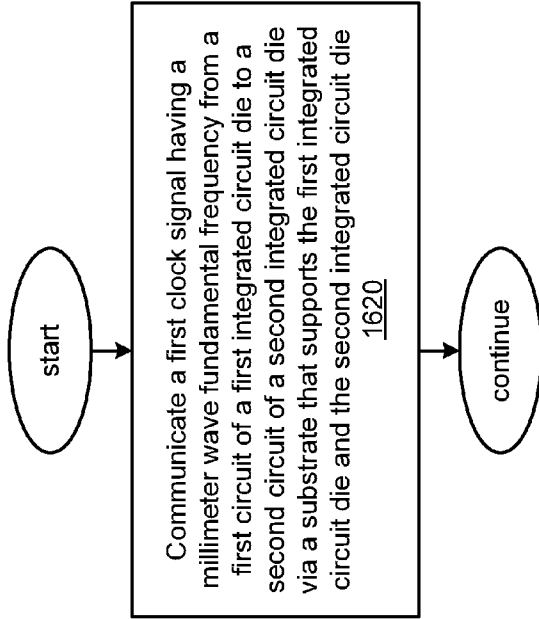 start
Communicate a first clock signal having a
millimeter wave fundamental frequency from a
first circuit of a first integrated circuit die to a
second circuit of a second integrated circuit die
via a substrate that supports the first integrated
circuit die and the second integrated circuit die
1620
continue